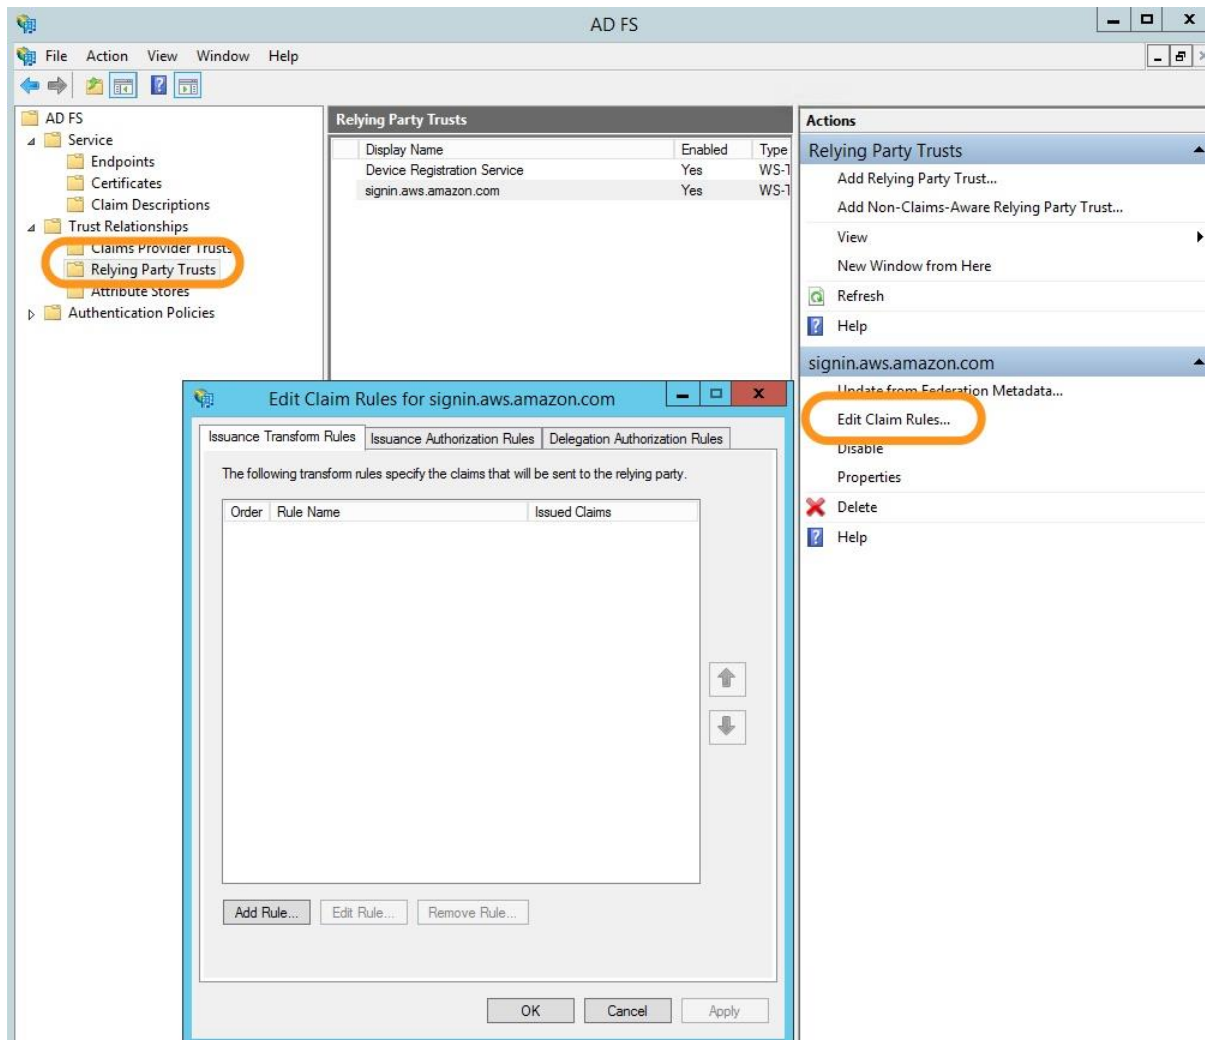 AD FS
File Action View Window Help
AD FS
Service
Endpoints
Certificates
Claim Descriptions
Trust Relationships
Claims Provider Trusts
Relying Party Trusts
Attribute Stores
Authentication Policies
Relying Party Trusts
Display Name Enabled Type
Device Registration Service Yes WS-T
signin.aws.amazon.com Yes WS-T
Actions
Relying Party Trusts
Add Relying Party Trust...
Add Non-Claims-Aware Relying Party Trust...
View
New Window from Here
Refresh
Help
signin.aws.amazon.com
Update from Federation Metadata...
Edit Claim Rules...
Disable
Properties
Delete
Help
Edit Claim Rules for signin.aws.amazon.com
Issuance Transform Rules Issuance Authorization Rules Delegation Authorization Rules
The following transform rules specify the claims that will be sent to the relying party.
Order Rule Name Issued Claims
Add Rule... Edit Rule... Remove Rule...
OK Cancel Apply